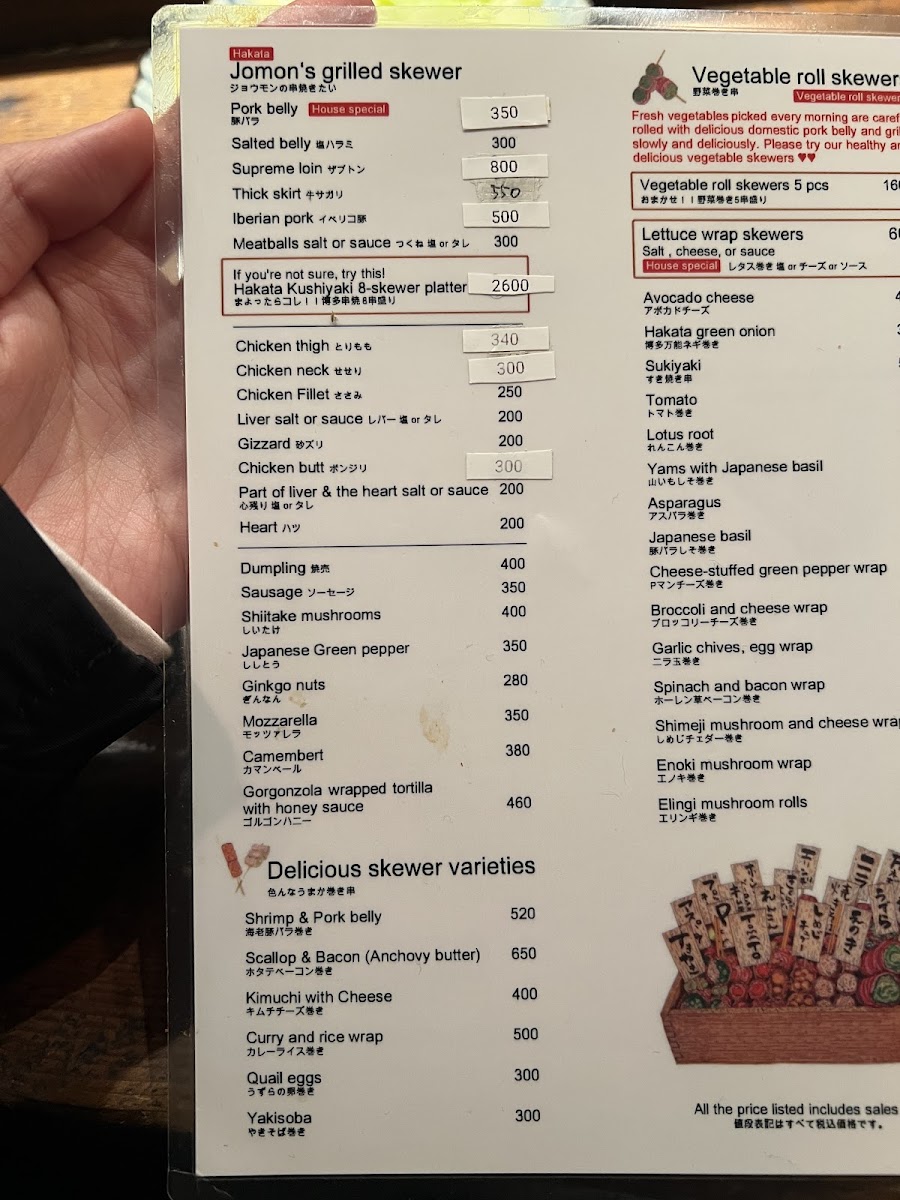 Hakata
Jomon's grilled skewer
ジョウモンの串焼きたい
Pork belly House special 350
豚バラ
Salted belly 塩ハラミ 300
Supreme loin ザブトン 800
Thick skirt 牛サガリ 550
Iberian pork イベリコ豚 500
Meatballs salt or sauce つくね 塩 or タレ 300
If you're not sure, try this!
Hakata Kushiyaki 8-skewer platter 2600
まよったらコレ！！博多串焼 8串盛り
Chicken thigh とりもも 340
Chicken neck せせり 300
Chicken Fillet ささみ 250
Liver salt or sauce レバー 塩 or タレ 200
Gizzard 砂ズリ 200
Chicken butt ボンジリ 300
Part of liver & the heart salt or sauce 200
心残り 塩 or タレ
Heart ハツ 200
Dumpling 焼売 400
Sausage ソーセージ 350
Shiitake mushrooms 400
しいたけ
Japanese Green pepper 350
ししとう
Ginkgo nuts 280
ぎんなん
Mozzarella 350
モッツァレラ
Camembert 380
カマンベール
Gorgonzola wrapped tortilla
with honey sauce 460
ゴルゴンハニー
Delicious skewer varieties
色んなうまか巻き串
Shrimp & Pork belly 520
海老豚バラ巻き
Scallop & Bacon (Anchovy butter) 650
ホタテベーコン巻き
Kimuchi with Cheese 400
キムチチーズ巻き
Curry and rice wrap 500
カレーライス巻き
Quail eggs 300
うずらの卵巻き
Yakisoba 300
やきそば巻き
Vegetable roll skewer
野菜巻き串
Vegetable roll skewer
Fresh vegetables picked every morning are
rolled with delicious domestic pork belly and
slowly and deliciously. Please try our healthy
delicious vegetable skewers ♥♥
Vegetable roll skewers 5 pcs
おまかせ！！野菜巻き5串盛り
Lettuce wrap skewers
Salt , cheese, or sauce
House special レタス巻き 塩 or チーズ or ソース
Avocado cheese
アボカドチーズ
Hakata green onion
博多万能ネギ巻き
Sukiyaki
すき焼き串
Tomato
トマト巻き
Lotus root
れんこん巻き
Yams with Japanese basil
山いもしそ巻き
Asparagus
アスパラ巻き
Japanese basil
豚バラしそ巻き
Cheese-stuffed green pepper wrap
Pマンチーズ巻き
Broccoli and cheese wrap
ブロッコリーチーズ巻き
Garlic chives, egg wrap
ニラ玉巻き
Spinach and bacon wrap
ホーレン草ベーコン巻き
Shimeji mushroom and cheese wrap
しめじチェダー巻き
Enoki mushroom wrap
エノキ巻き
Elingi mushroom rolls
エリンギ巻き
All the price listed includes sales
値段表記はすべて税込価格です。